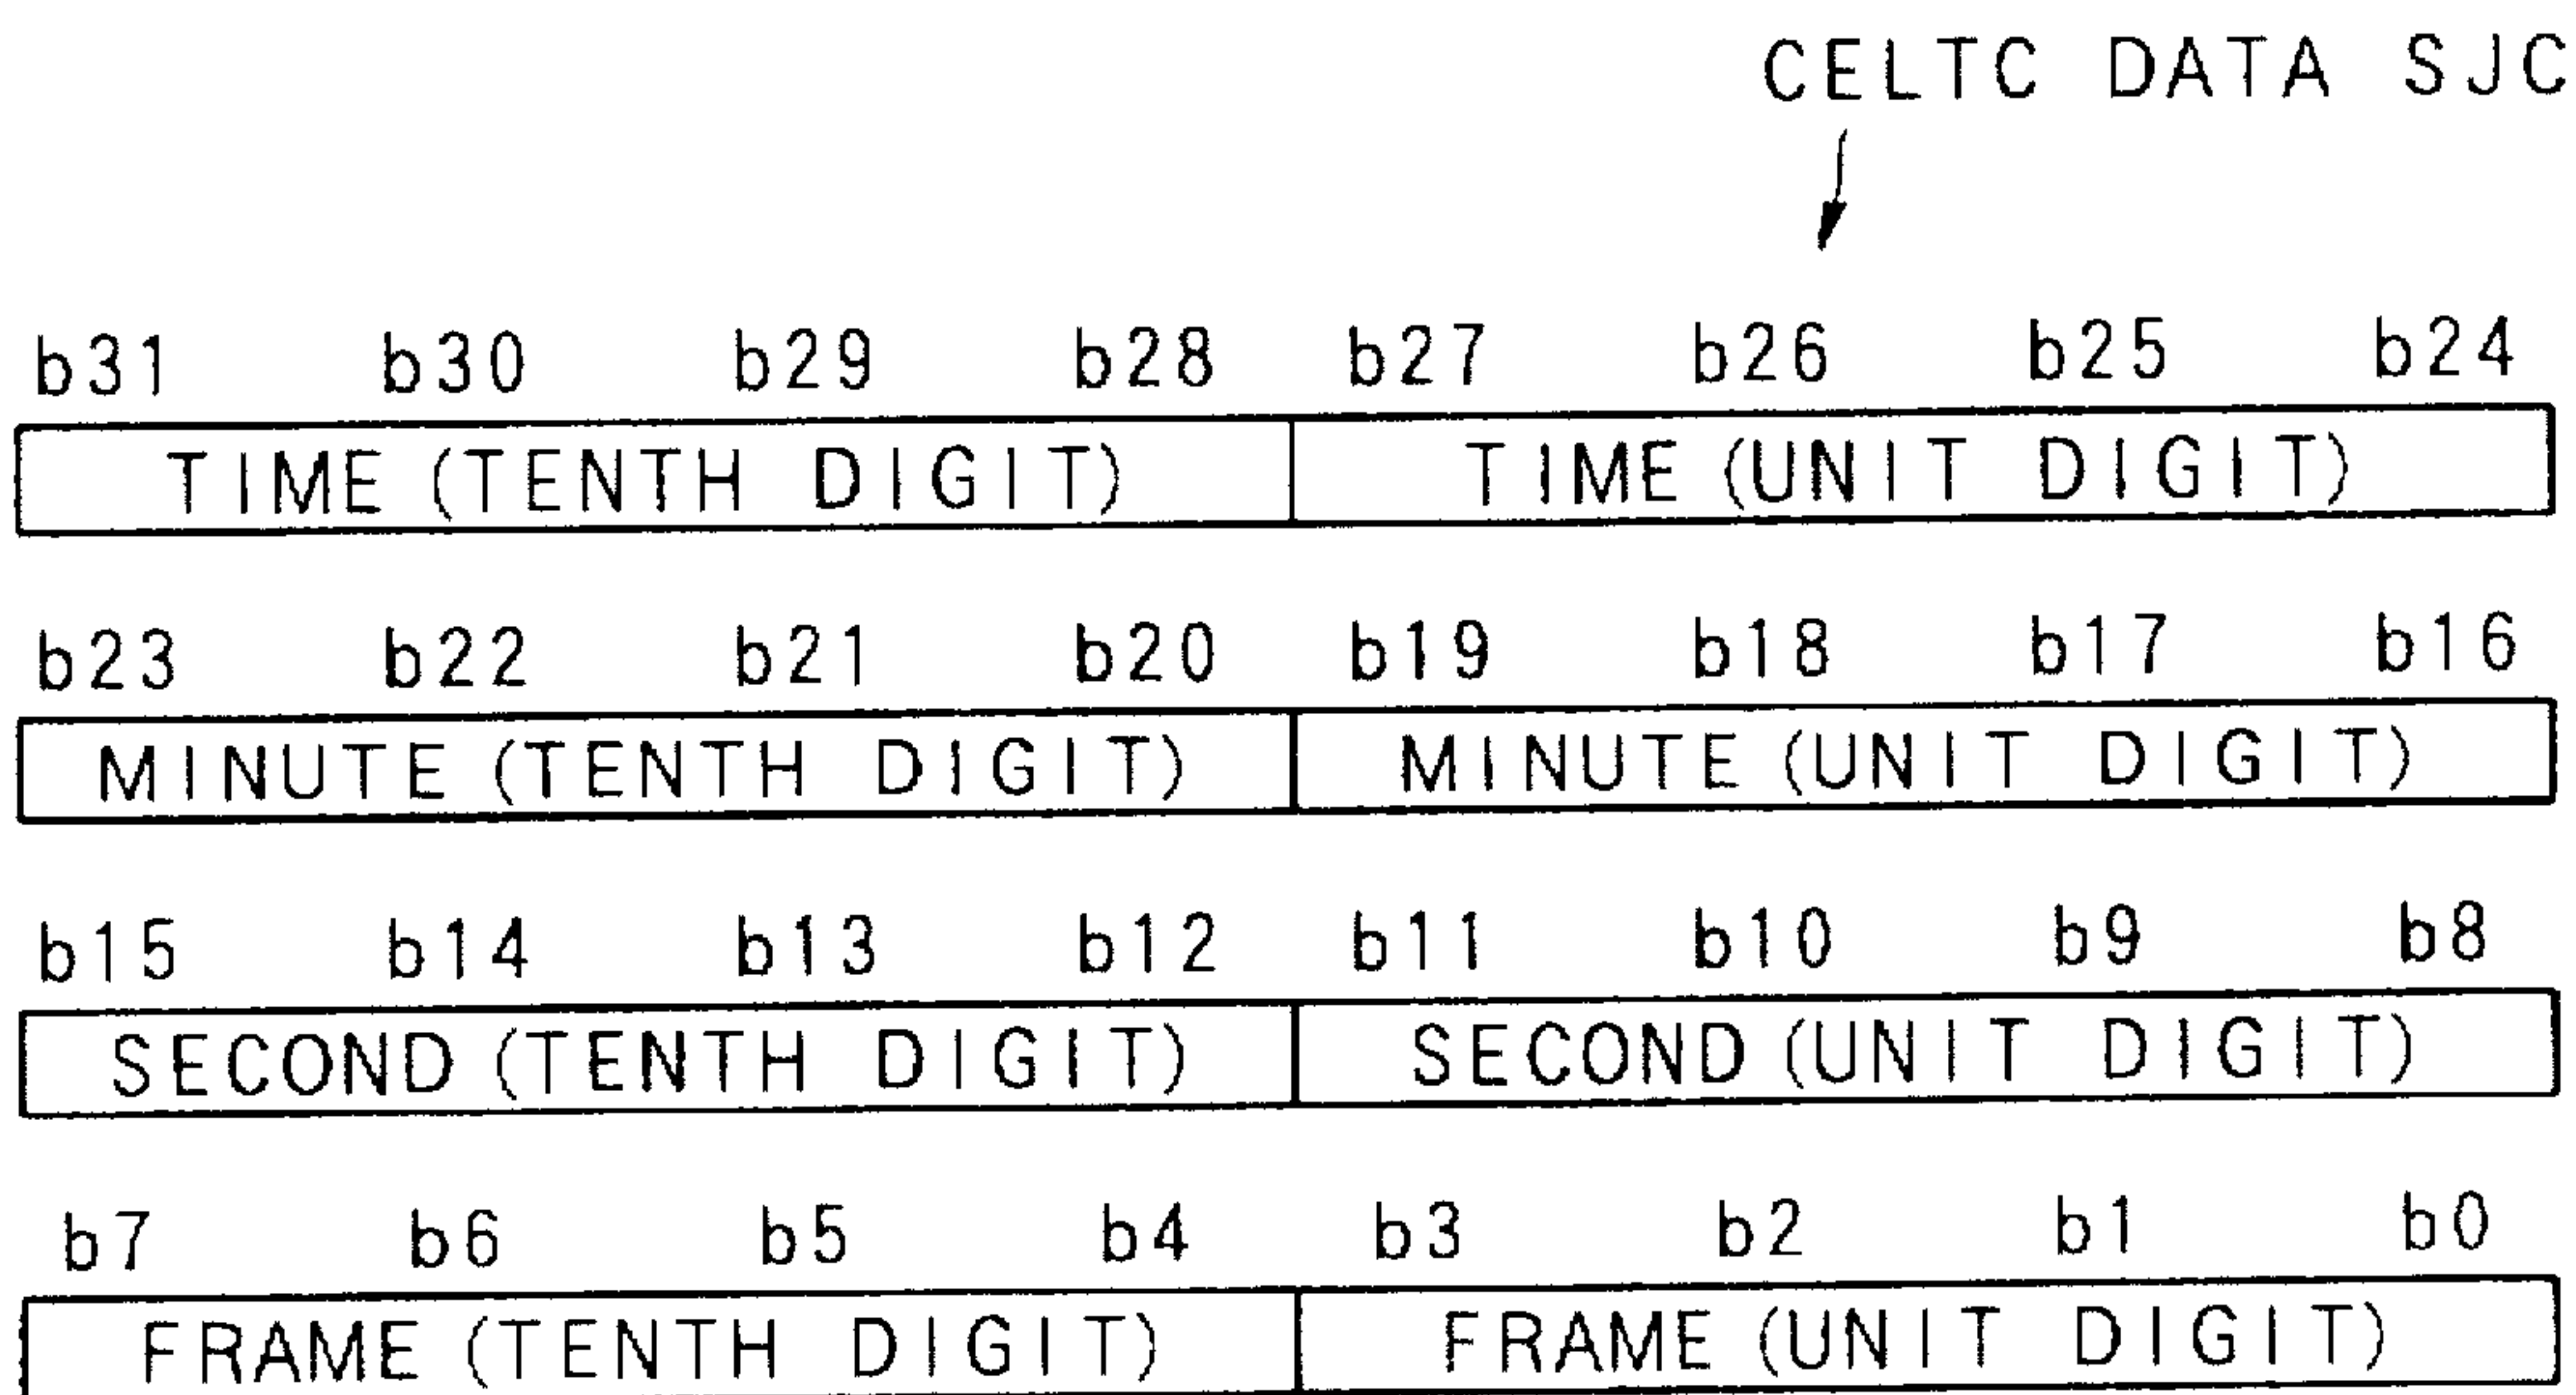 CELTC DATA SJC
b31 b30 b29 b28 b27 b26 b25 b24
TIME (TENTH DIGIT) TIME (UNIT DIGIT)
b23 b22 b21 b20 b19 b18 b17 b16
MINUTE (TENTH DIGIT) MINUTE (UNIT DIGIT)
b15 b14 b13 b12 b11 b10 b9 b8
SECOND (TENTH DIGIT) SECOND (UNIT DIGIT)
b7 b6 b5 b4 b3 b2 b1 b0
FRAME (TENTH DIGIT) FRAME (UNIT DIGIT)